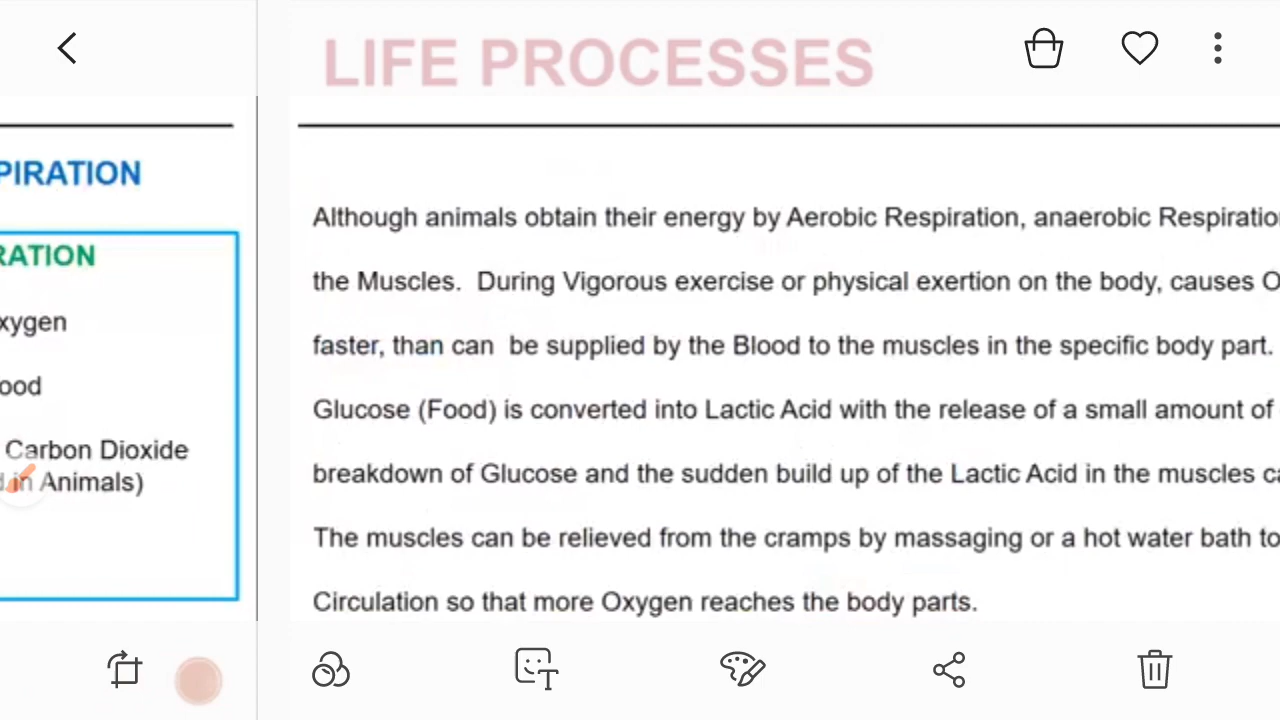 LIFE PROCESSES
PIRATION
RATION
xygen
ood
Carbon Dioxide
in Animals)
Although animals obtain their energy by Aerobic Respiration, anaerobic Respiratio
the Muscles. During Vigorous exercise or physical exertion on the body, causes O
faster, than can be supplied by the Blood to the muscles in the specific body part.
Glucose (Food) is converted into Lactic Acid with the release of a small amount of
breakdown of Glucose and the sudden build up of the Lactic Acid in the muscles ca
The muscles can be relieved from the cramps by massaging or a hot water bath to
Circulation so that more Oxygen reaches the body parts.